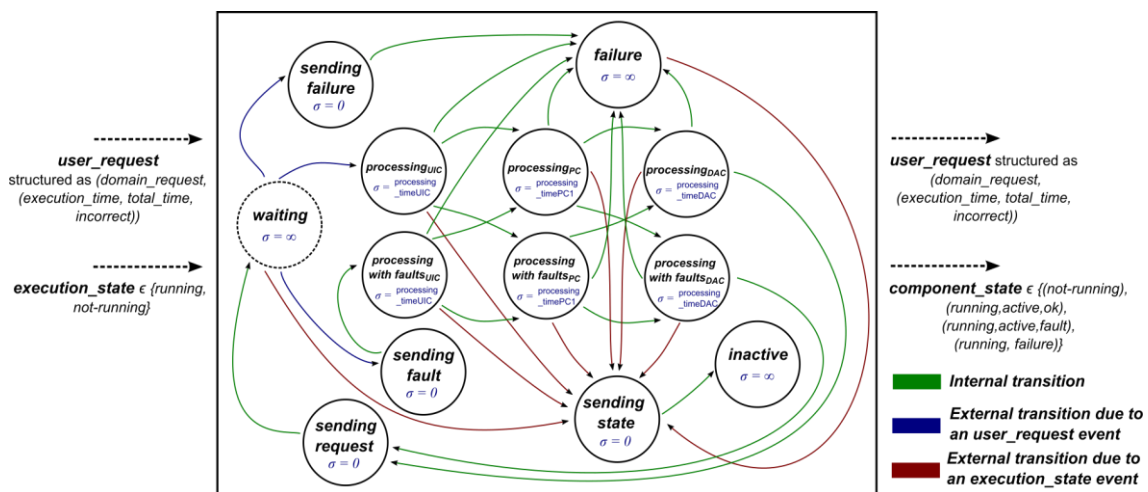 user_request
structured as (domain_request,
(execution_time, total_time,
incorrect))
execution_state ϵ {running,
not-running}
sending
failure
σ = 0
failure
σ = ∞
processingUIC
σ = processing
_timeUIC
processingPC
σ = processing
_timePC1
processingDAC
σ = processing
_timeDAC
waiting
σ = ∞
processing
with faultsUIC
σ = processing
_timeUIC
processing
with faultsPC
σ = processing
_timePC1
processing
with faultsDAC
σ = processing
_timeDAC
sending
fault
σ = 0
inactive
σ = ∞
sending
request
σ = 0
sending
state
σ = 0
user_request structured as
(domain_request,
(execution_time, total_time,
incorrect))
component_state ϵ {(not-running),
(running,active,ok),
(running,active,fault),
(running, failure)}
Internal transition
External transition due to
an user_request event
External transition due to
an execution_state event